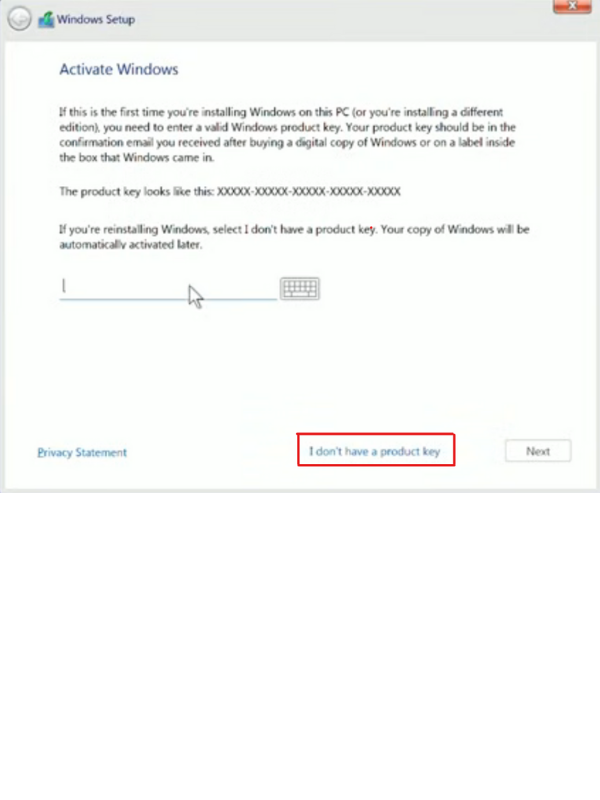 Windows Setup
Activate Windows
If this is the first time you're installing Windows on this PC (or you're installing a different
edition), you need to enter a valid Windows product key. Your product key should be in the
confirmation email you received after buying a digital copy of Windows or on a label inside
the box that Windows came in.
The product key looks like this: XXXXX-XXXXX-XXXXX-XXXXX-XXXXX
If you're reinstalling Windows, select I don't have a product key. Your copy of Windows will be
automatically activated later.
Privacy Statement
I don't have a product key
Next